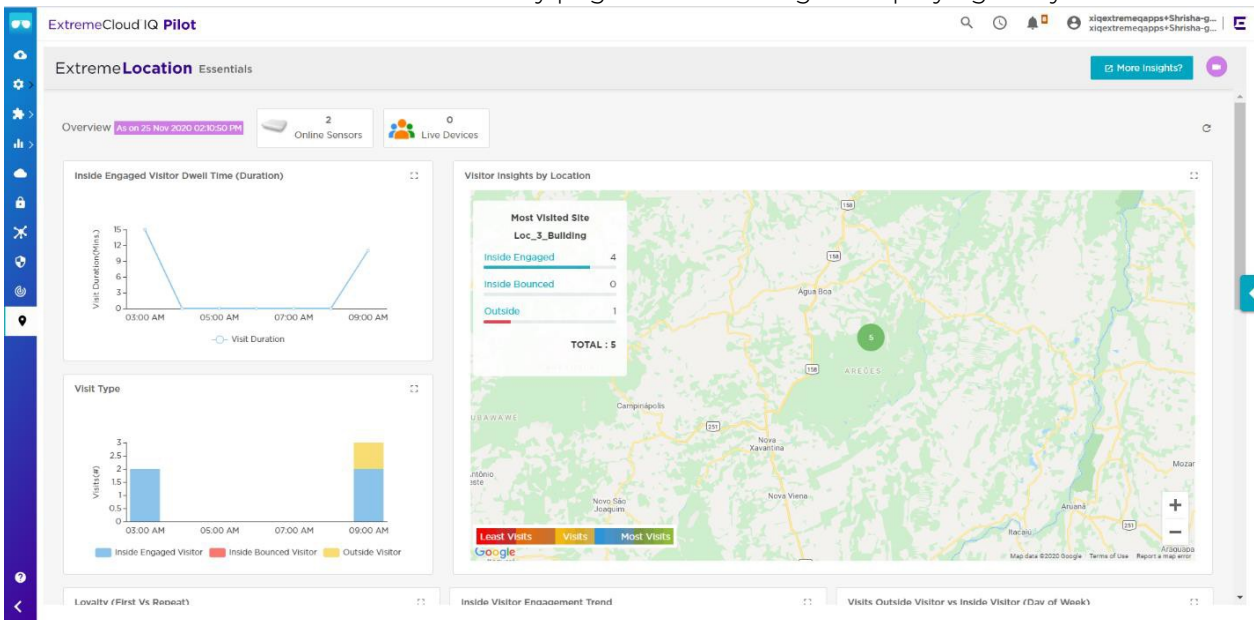 ExtremeCloud IQ Pilot
xiqextremeqapps+Shrisha-g...
xiqextremeqapps+Shrisha-g...
ExtremeLocation Essentials
More Insights?
Overview As on 25 Nov 2020 02:10:50 PM
2
Online Sensors
0
Live Devices
Inside Engaged Visitor Dwell Time (Duration)
Visit Duration(Mins.)
15
12
9
6
3
0
03:00 AM 05:00 AM 07:00 AM 09:00 AM
Visit Duration
Visit Type
Visits(#)
3
2.5
2
1.5
1
0.5
0
03:00 AM 05:00 AM 07:00 AM 09:00 AM
Inside Engaged Visitor Inside Bounced Visitor Outside Visitor
Visitor Insights by Location
Most Visited Site
Loc_3_Building
Inside Engaged 4
Inside Bounced 0
Outside 1
TOTAL : 5
158
158
Água Boa
5
158
AREÕES
Campinápolis
251
Nova
Xavantina
Mozar
Novo São
Joaquim
Nova Viena
Aruanã
251
Araguapa
Least Visits Visits Most Visits
Google
Map data ©2020 Google Terms of Use Report a map error
Loyalty (First Vs Repeat)
Inside Visitor Engagement Trend
Visits Outside Visitor vs Inside Visitor (Day of Week)